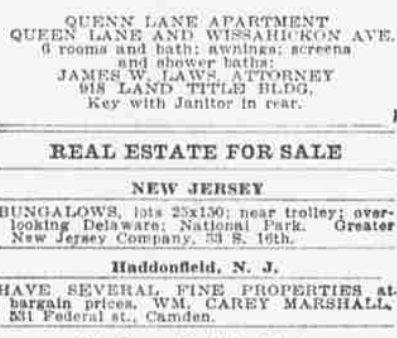 QUENN LANE APARTMENT
QUEEN LANE AND WISSAHICKON AVE.
6 rooms and bath; awnings; screens
and shower baths:
JAMES W. LAWS, ATTORNEY
918 LAND TITLE BLDG.
Key with Janitor in rear.
REAL ESTATE FOR SALE
NEW JERSEY
BUNGALOWS, lots 25x150; near trolley; over-
looking Delaware; National Park. Greater
New Jersey Company, 33 S. 16th.
Haddonfield, N. J.
HAVE SEVERAL FINE PROPERTIES at
bargain prices. WM. CAREY MARSHALL,
531 Federal st., Camden.